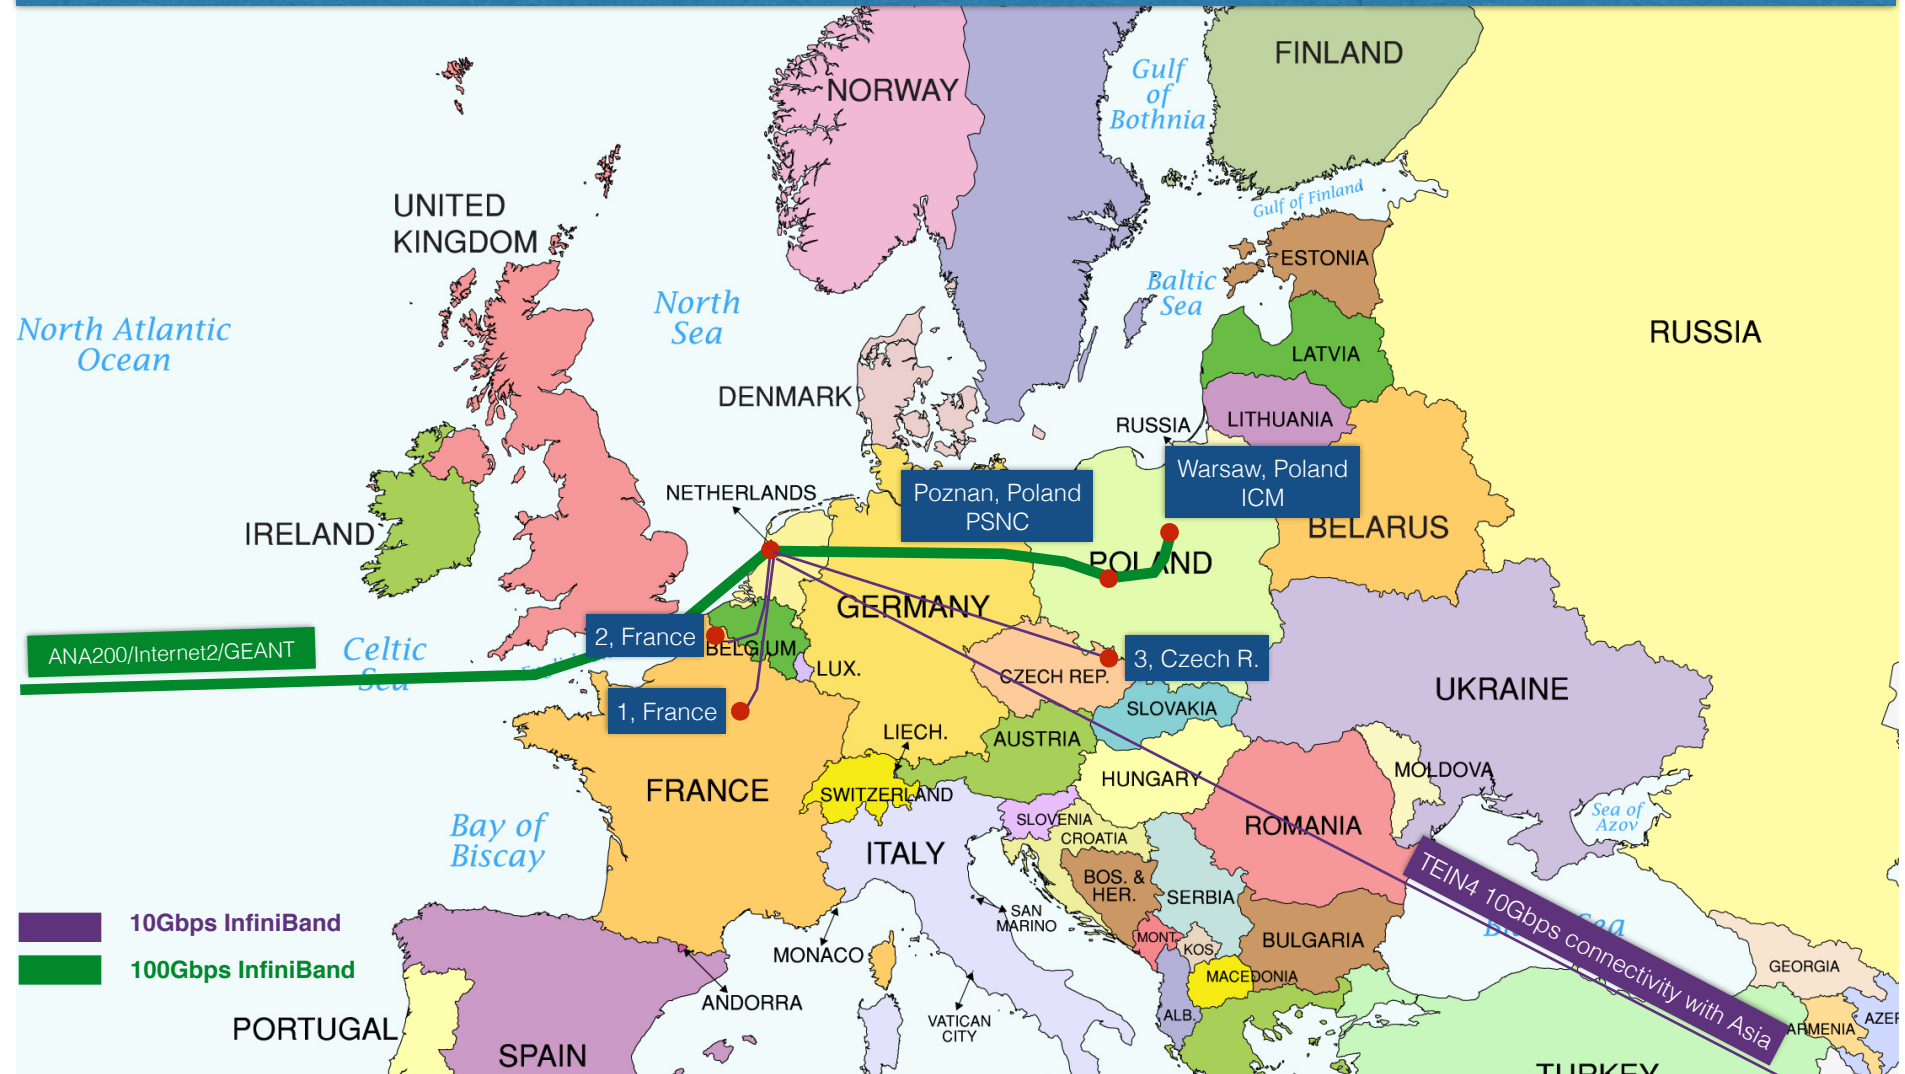 FINLAND
NORWAY
Gulf
of
Bothnia
UNITED
KINGDOM
Gulf of Finland
ESTONIA
Baltic
Sea
North
Sea
North Atlantic
Ocean
RUSSIA
LATVIA
DENMARK
LITHUANIA
RUSSIA
Warsaw, Poland
ICM
NETHERLANDS
Poznan, Poland
PSNC
IRELAND
BELARUS
POLAND
GERMANY
2, France
BELGIUM
ANA200/Internet2/GEANT
Celtic
Sea
LUX.
3, Czech R.
CZECH REP.
UKRAINE
1, France
SLOVAKIA
LIECH.
AUSTRIA
MOLDOVA
HUNGARY
FRANCE
SWITZERLAND
Sea of
Azov
SLOVENIA
ROMANIA
CROATIA
Bay of
Biscay
ITALY
BOS. &
HER.
SERBIA
TEIN4 10Gbps connectivity with Asia
10Gbps InfiniBand
SAN
MARINO
MONT.
KOS.
BULGARIA
MONACO
100Gbps InfiniBand
MACEDONIA
GEORGIA
ANDORRA
ALB.
VATICAN
CITY
PORTUGAL
ARMENIA
AZER
SPAIN
TURKEY